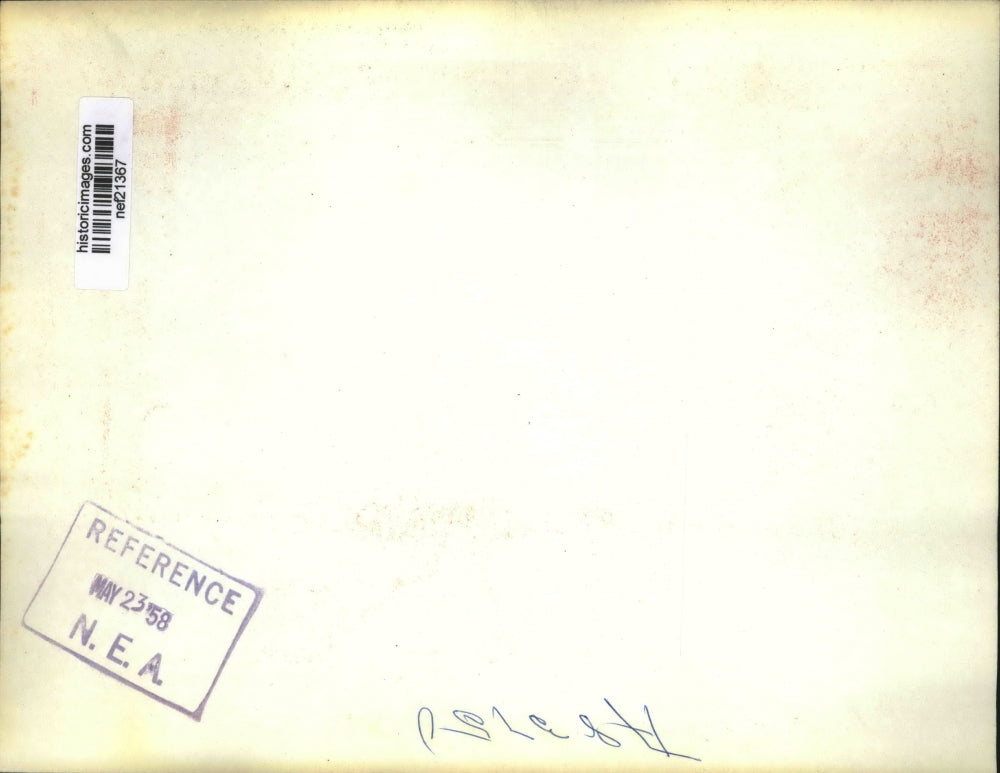 historicimages.com
nef21367
REFERENCE
MAY 23 '58
N. E. A.